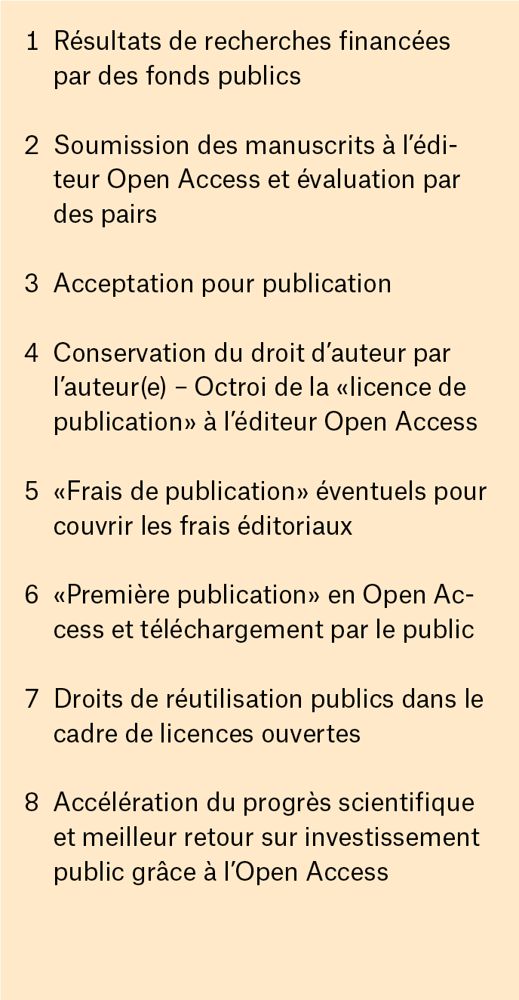 1 Résultats de recherches financées
par des fonds publics
2 Soumission des manuscrits à l’édi-
teur Open Access et évaluation par
des pairs
3 Acceptation pour publication
4 Conservation du droit d’auteur par
l’auteur(e) – Octroi de la «licence de
publication» à l’éditeur Open Access
5 «Frais de publication» éventuels pour
couvrir les frais éditoriaux
6 «Première publication» en Open Ac-
cess et téléchargement par le public
7 Droits de réutilisation publics dans le
cadre de licences ouvertes
8 Accélération du progrès scientifique
et meilleur retour sur investissement
public grâce à l’Open Access